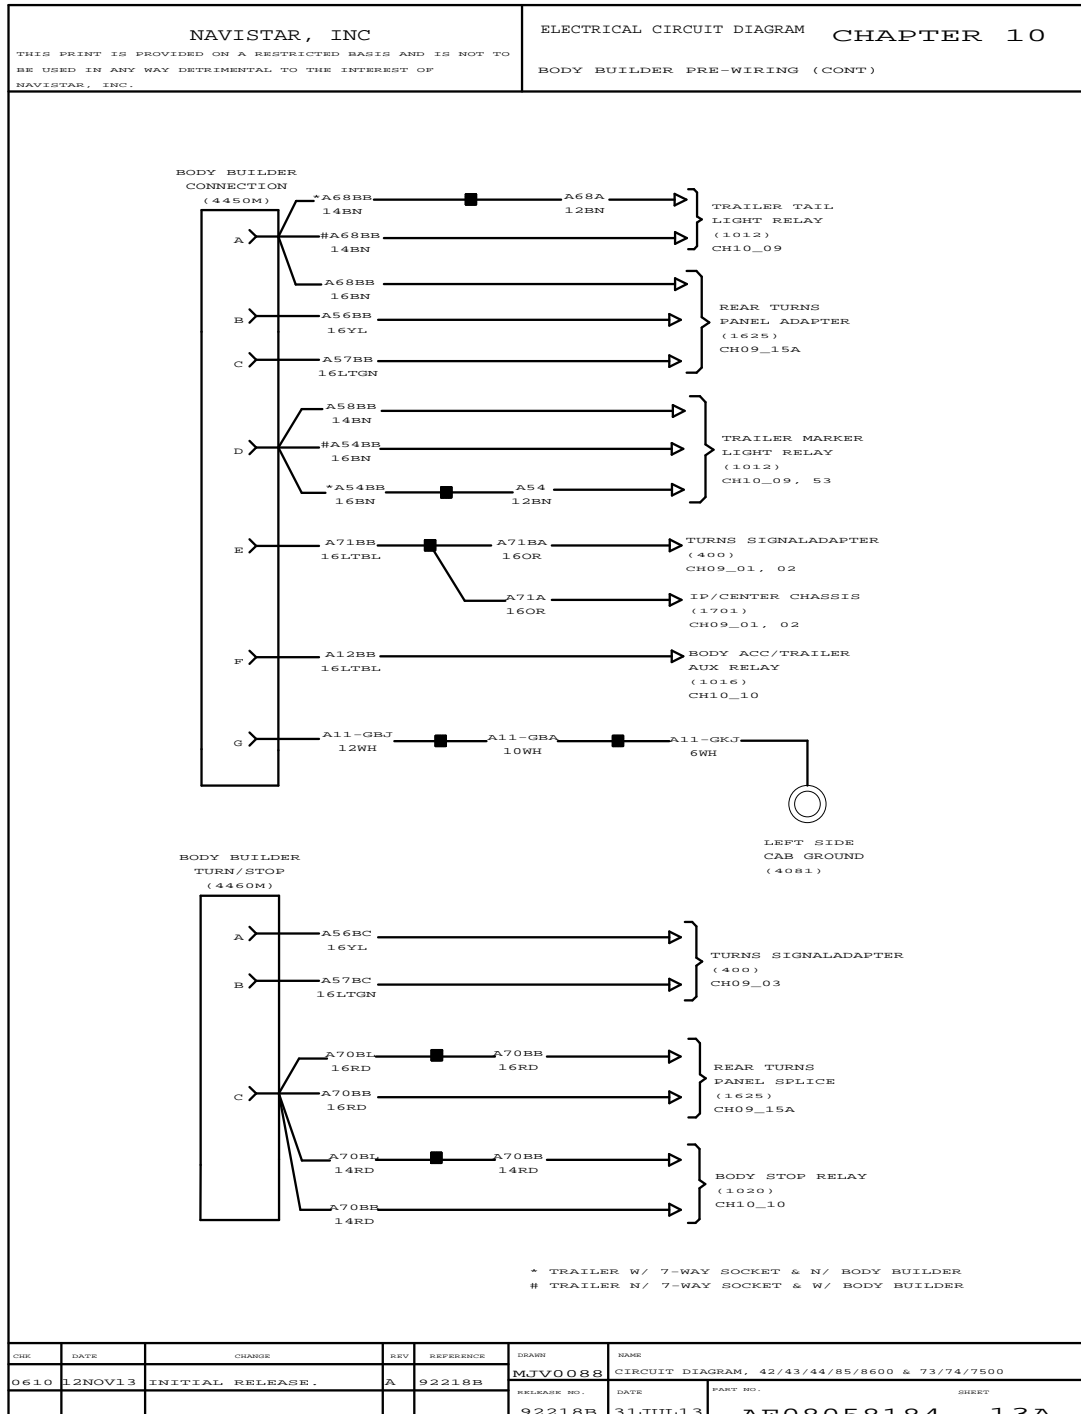 NAVISTAR, INC
THIS PRINT IS PROVIDED ON A RESTRICTED BASIS AND IS NOT TO
BE USED IN ANY WAY DETRIMENTAL TO THE INTEREST OF
NAVISTAR, INC.
ELECTRICAL CIRCUIT DIAGRAM CHAPTER 10
BODY BUILDER PRE-WIRING (CONT)
BODY BUILDER
CONNECTION
(4450M)
A
*A68BB
14BN
A68A
12BN
#A68BB
14BN
TRAILER TAIL
LIGHT RELAY
(1012)
CH10_09
A68BB
16BN
B
A56BB
16YL
C
A57BB
16LTGN
REAR TURNS
PANEL ADAPTER
(1625)
CH09_15A
D
A58BB
14BN
#A54BB
16BN
*A54BB
16BN
A54
12BN
TRAILER MARKER
LIGHT RELAY
(1012)
CH10_09, 53
E
A71BB
16LTBL
A71BA
16OR
TURNS SIGNALADAPTER
(400)
CH09_01, 02
A71A
16OR
IP/CENTER CHASSIS
(1701)
CH09_01, 02
F
A12BB
16LTBL
BODY ACC/TRAILER
AUX RELAY
(1016)
CH10_10
G
A11-GBJ
12WH
A11-GBA
10WH
A11-GKJ
6WH
LEFT SIDE
CAB GROUND
(4081)
BODY BUILDER
TURN/STOP
(4460M)
A
A56BC
16YL
B
A57BC
16LTGN
TURNS SIGNALADAPTER
(400)
CH09_03
C
A70BL
16RD
A70BB
16RD
A70BB
16RD
REAR TURNS
PANEL SPLICE
(1625)
CH09_15A
A70BL
14RD
A70BB
14RD
A70BB
14RD
BODY STOP RELAY
(1020)
CH10_10
* TRAILER W/ 7-WAY SOCKET & N/ BODY BUILDER
# TRAILER N/ 7-WAY SOCKET & W/ BODY BUILDER
CHK DATE CHANGE REV REFERENCE
0610 12NOV13 INITIAL RELEASE. A 92218B
DRAWN
MJV0088
NAME
CIRCUIT DIAGRAM, 42/43/44/85/8600 & 73/74/7500
RELEASE NO.
92218B
DATE
31JUL13
PART NO. SHEET
AE08058184 13A